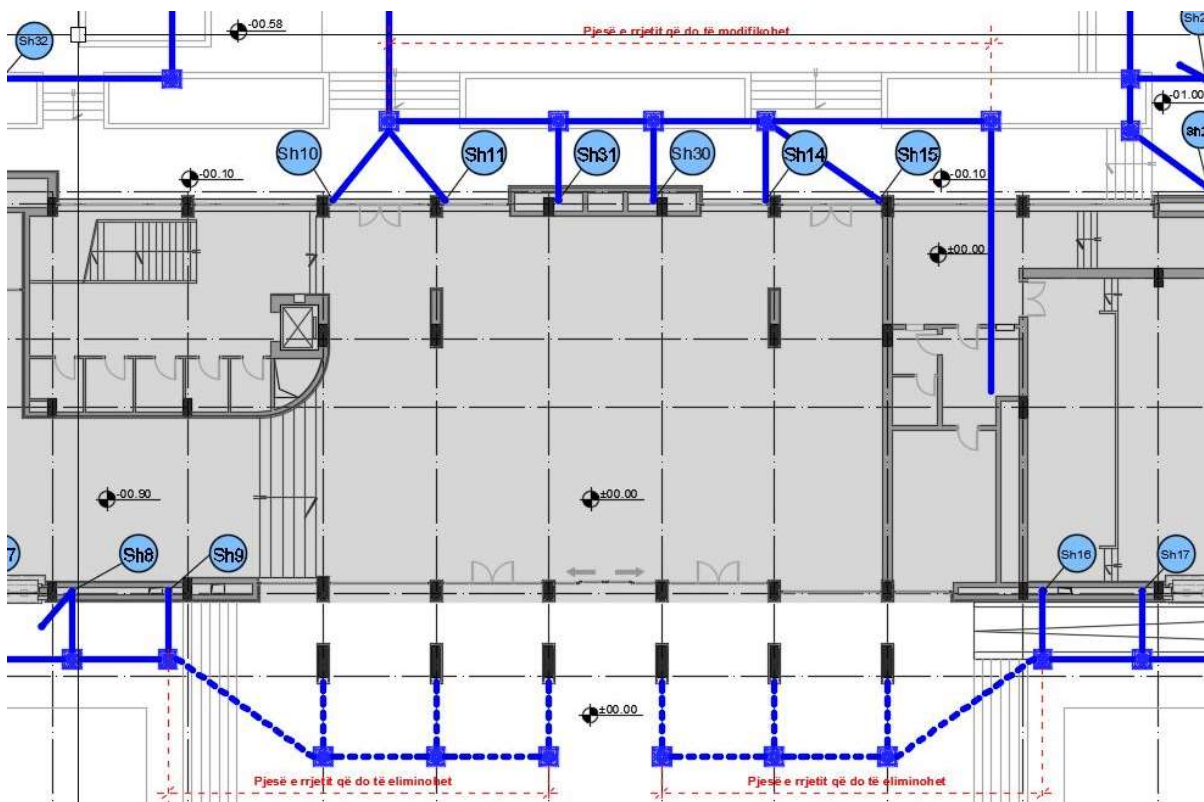 Sh32
-00.58
Pjesë e rrjetit që do të modifikohet
-01.00
Sh10
Sh11
Sh31
Sh30
Sh14
Sh15
-00.10
-00.10
±00.00
-00.90
±00.00
7
Sh8
Sh9
Sh16
Sh17
±00.00
Pjesë e rrjetit që do të eliminohet
Pjesë e rrjetit që do të eliminohet